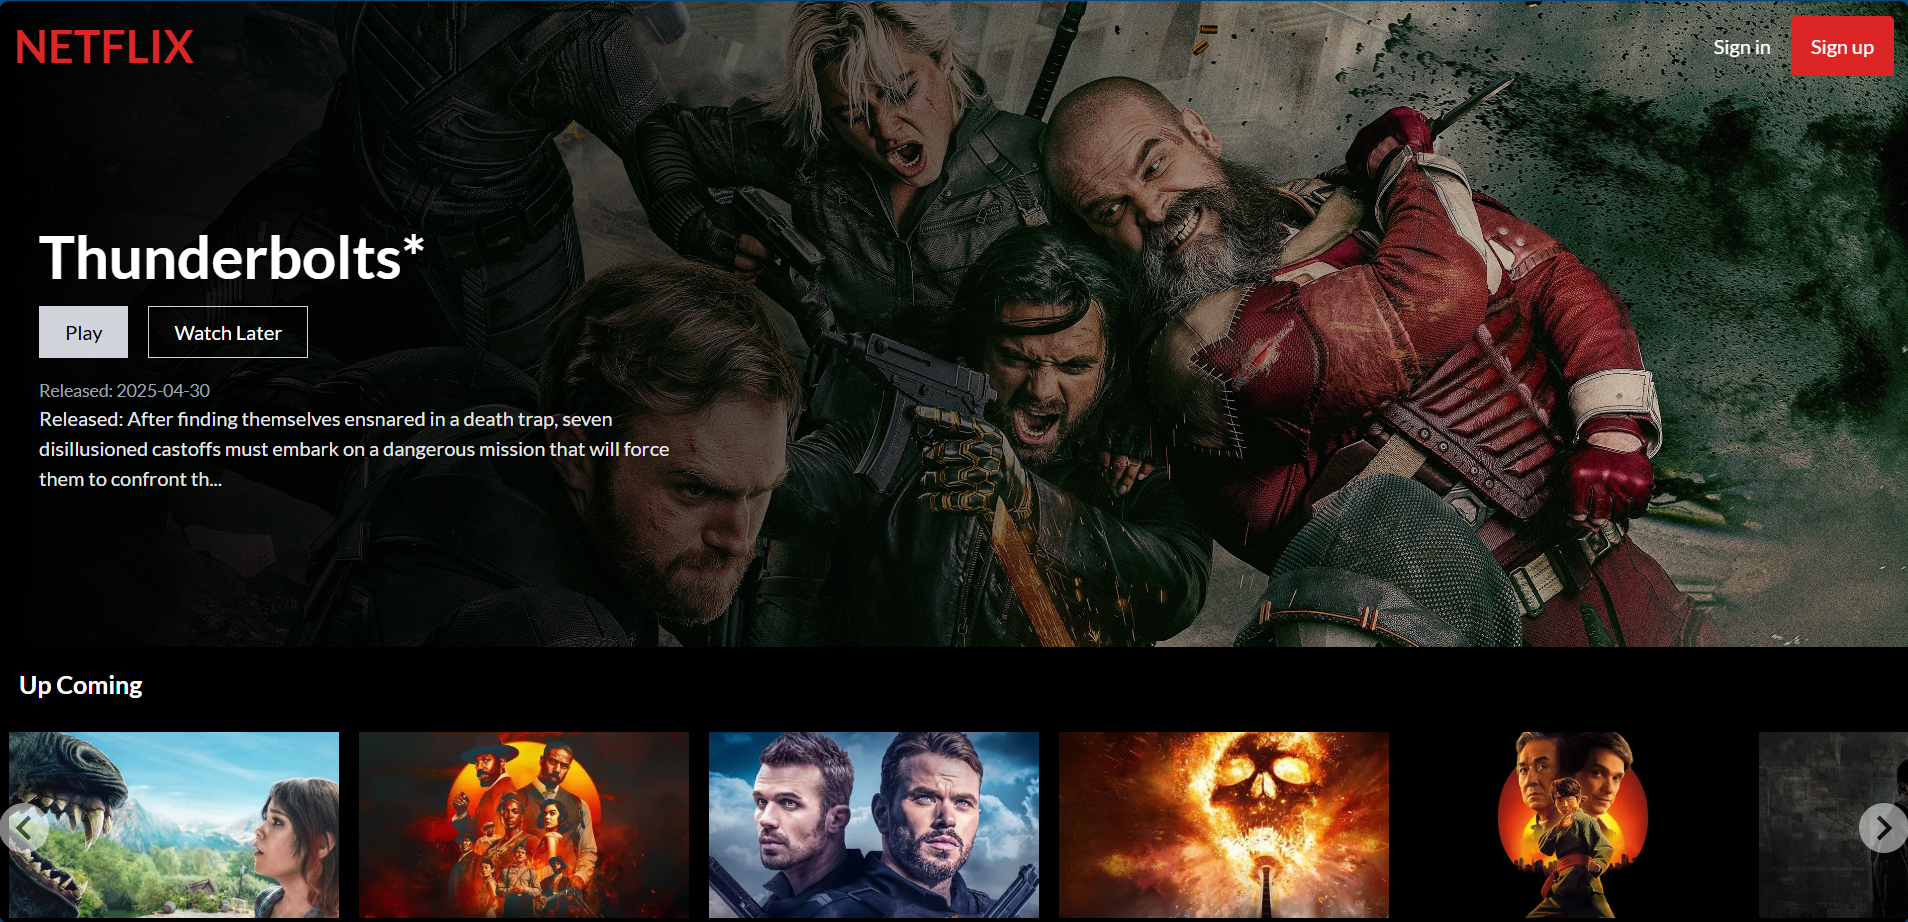 NETFLIX
Sign in
Sign up
Thunderbolts*
Play
Watch Later
Released: 2025-04-30
Released: After finding themselves ensnared in a death trap, seven
disillusioned castoffs must embark on a dangerous mission that will force
them to confront th...
Up Coming